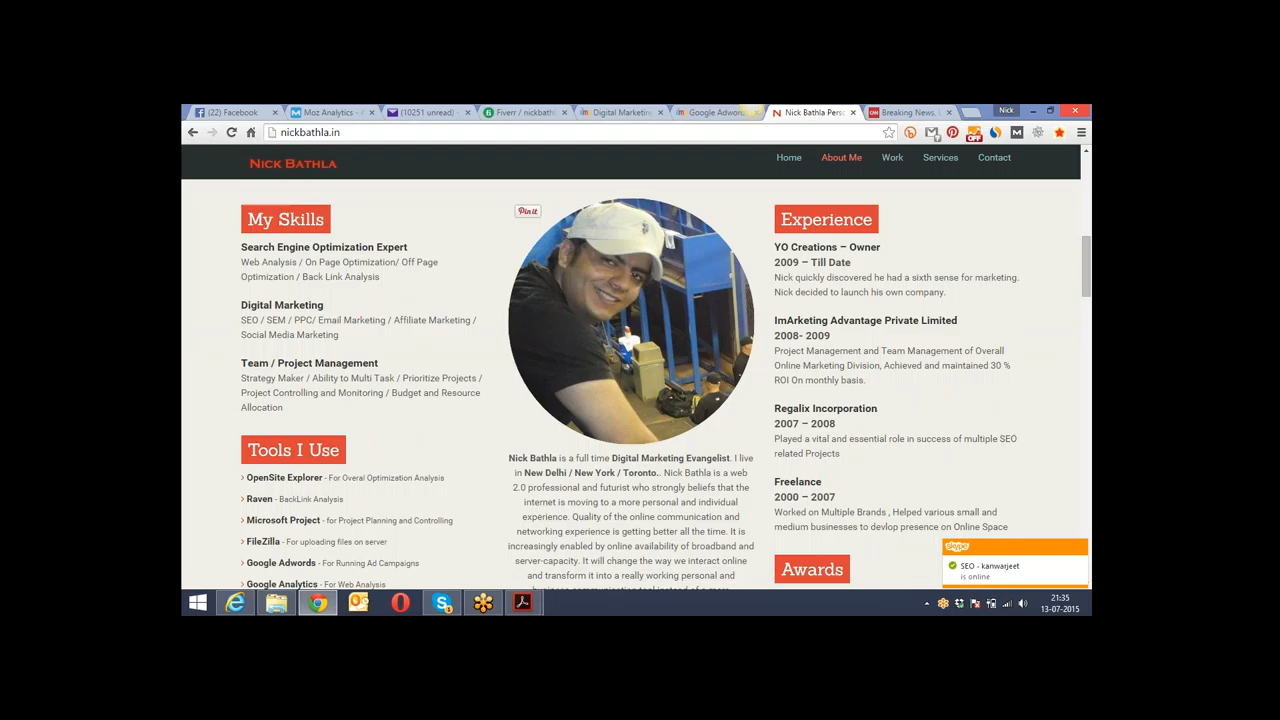 (22) Facebook
Moz Analytics -
(10251 unread) -
Fiverr / nickbathl
Digital Marketing
Google Adwor
Nick Bathla Pers
Breaking News,
Nick
nickbathla.in
OFF
NICK BATHLA
Home
About Me
Work
Services
Contact
My Skills
Search Engine Optimization Expert
Web Analysis / On Page Optimization/ Off Page
Optimization / Back Link Analysis
Digital Marketing
SEO / SEM / PPC/ Email Marketing / Affiliate Marketing /
Social Media Marketing
Team / Project Management
Strategy Maker / Ability to Multi Task / Prioritize Projects /
Project Controlling and Monitoring / Budget and Resource
Allocation
Tools I Use
OpenSite Explorer - For Overal Optimization Analysis
Raven - BackLink Analysis
Microsoft Project - for Project Planning and Controlling
FileZilla - For uploading files on server
Google Adwords - For Running Ad Campaigns
Google Analytics - For Web Analysis
Pin it
Nick Bathla is a full time Digital Marketing Evangelist. I live
in New Delhi / New York / Toronto.. Nick Bathla is a web
2.0 professional and futurist who strongly beliefs that the
internet is moving to a more personal and individual
experience. Quality of the online communication and
networking experience is getting better all the time. It is
increasingly enabled by online availability of broadband and
server-capacity. It will change the way we interact online
and transform it into a really working personal and
Experience
YO Creations – Owner
2009 – Till Date
Nick quickly discovered he had a sixth sense for marketing.
Nick decided to launch his own company.
ImArketing Advantage Private Limited
2008- 2009
Project Management and Team Management of Overall
Online Marketing Division, Achieved and maintained 30 %
ROI On monthly basis.
Regalix Incorporation
2007 – 2008
Played a vital and essential role in success of multiple SEO
related Projects
Freelance
2000 – 2007
Worked on Multiple Brands , Helped various small and
medium businesses to devlop presence on Online Space
Awards
skype
SEO - kanwarjeet
is online
21:35
13-07-2015